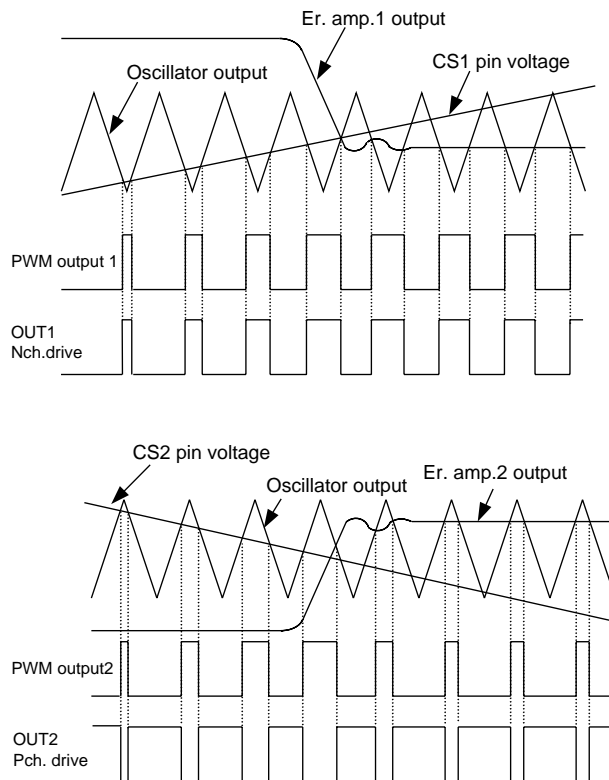 Er. amp.1 output
CS1 pin voltage
Oscillator output
PWM output 1
OUT1
Nch.drive
CS2 pin voltage
Er. amp.2 output
Oscillator output
PWM output2
OUT2
Pch. drive